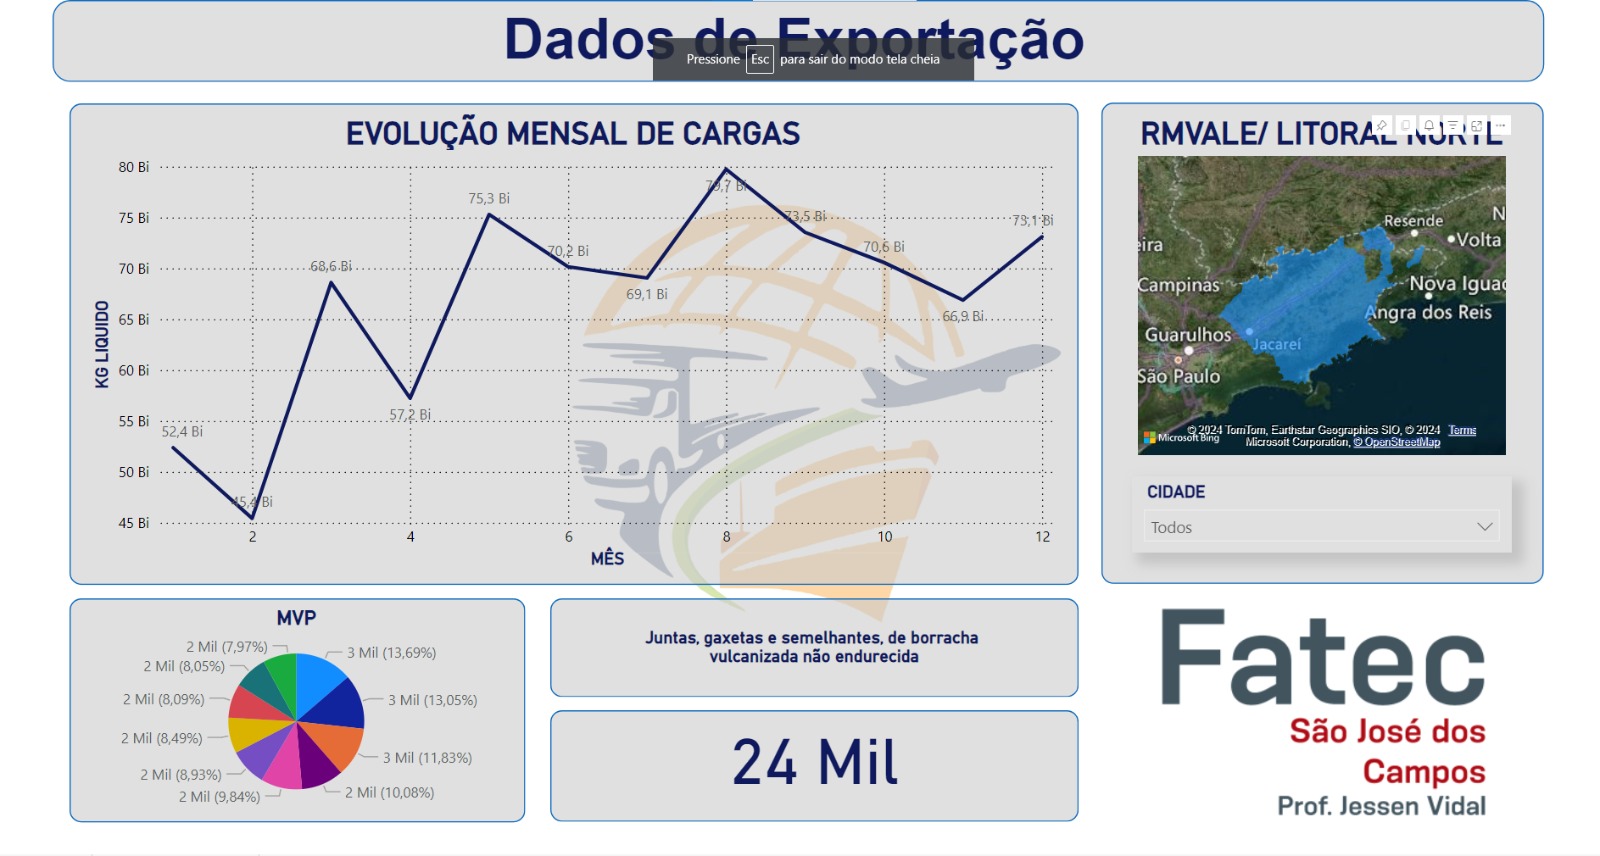 Dados de Exportação
Pressione Esc para sair do modo tela cheia
EVOLUÇÃO MENSAL DE CARGAS
80 Bi
75 Bi
70 Bi
65 Bi
60 Bi
55 Bi
50 Bi
45 Bi
KG LIQUIDO
52,4 Bi
45,4 Bi
68,6 Bi
57,2 Bi
75,3 Bi
70,2 Bi
69,1 Bi
79,7 Bi
73,5 Bi
70,6 Bi
66,9 Bi
73,1 Bi
2 4 6 8 10 12
MÊS
RMVALE/ LITORAL NORTE
Resende
Volta
Campinas
Nova Iguaç
Angra dos Reis
Guarulhos
Jacareí
São Paulo
Microsoft Bing
© 2024 TomTom, Earthstar Geographics SIO, © 2024 Terms
Microsoft Corporation, © OpenStreetMap
CIDADE
Todos
MVP
2 Mil (7,97%)
3 Mil (13,69%)
2 Mil (8,05%)
2 Mil (8,09%)
3 Mil (13,05%)
2 Mil (8,49%)
3 Mil (11,83%)
2 Mil (8,93%)
2 Mil (9,84%)
2 Mil (10,08%)
Juntas, gaxetas e semelhantes, de borracha
vulcanizada não endurecida
24 Mil
Fatec
São José dos
Campos
Prof. Jessen Vidal